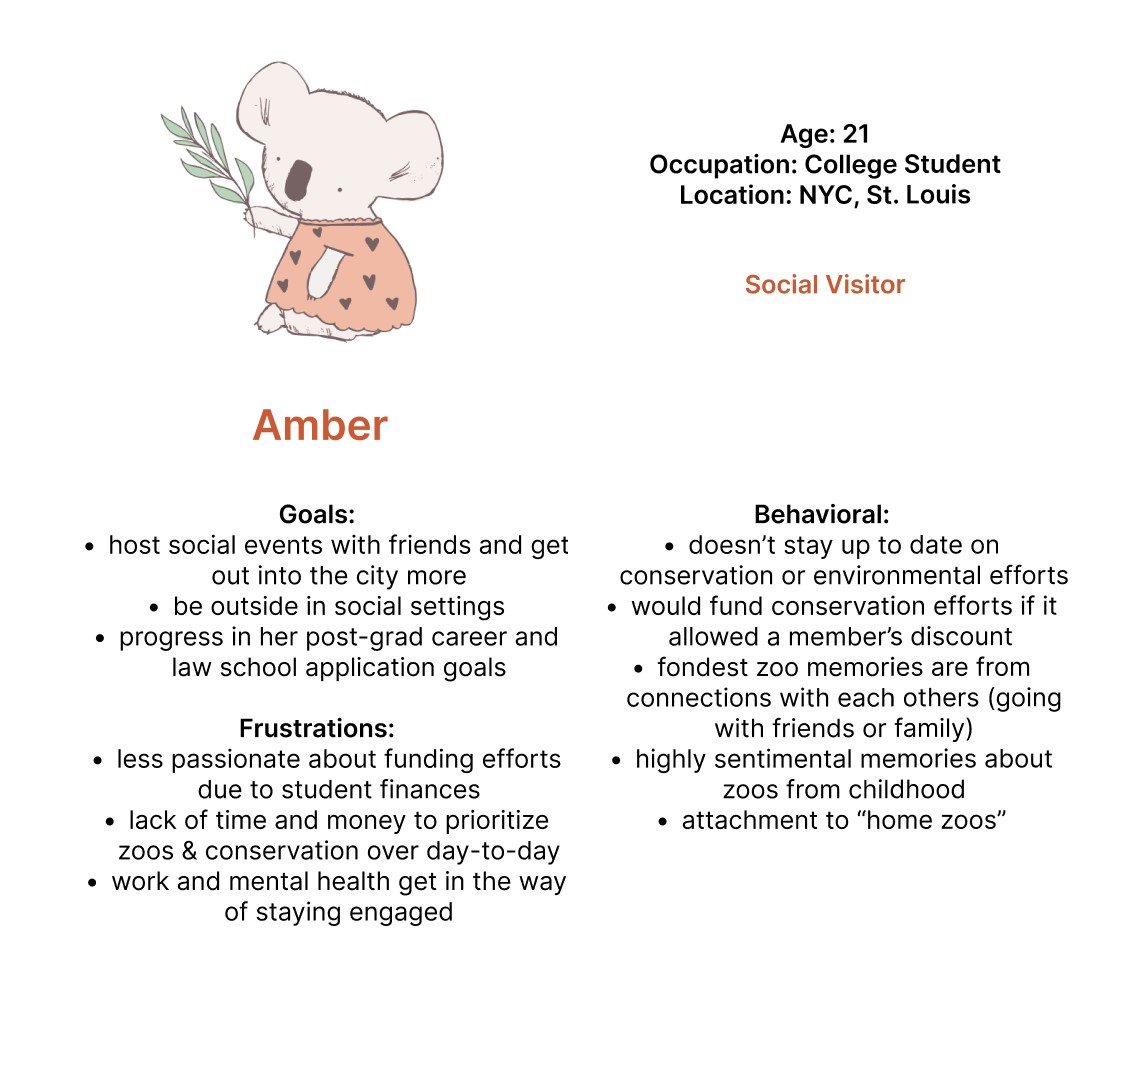 Age: 21
Occupation: College Student
Location: NYC, St. Louis
Social Visitor
Amber
Goals:
• host social events with friends and get
out into the city more
• be outside in social settings
• progress in her post-grad career and
law school application goals
Frustrations:
• less passionate about funding efforts
due to student finances
• lack of time and money to prioritize
zoos & conservation over day-to-day
• work and mental health get in the way
of staying engaged
Behavioral:
• doesn’t stay up to date on
conservation or environmental efforts
• would fund conservation efforts if it
allowed a member’s discount
• fondest zoo memories are from
connections with each others (going
with friends or family)
• highly sentimental memories about
zoos from childhood
• attachment to “home zoos”